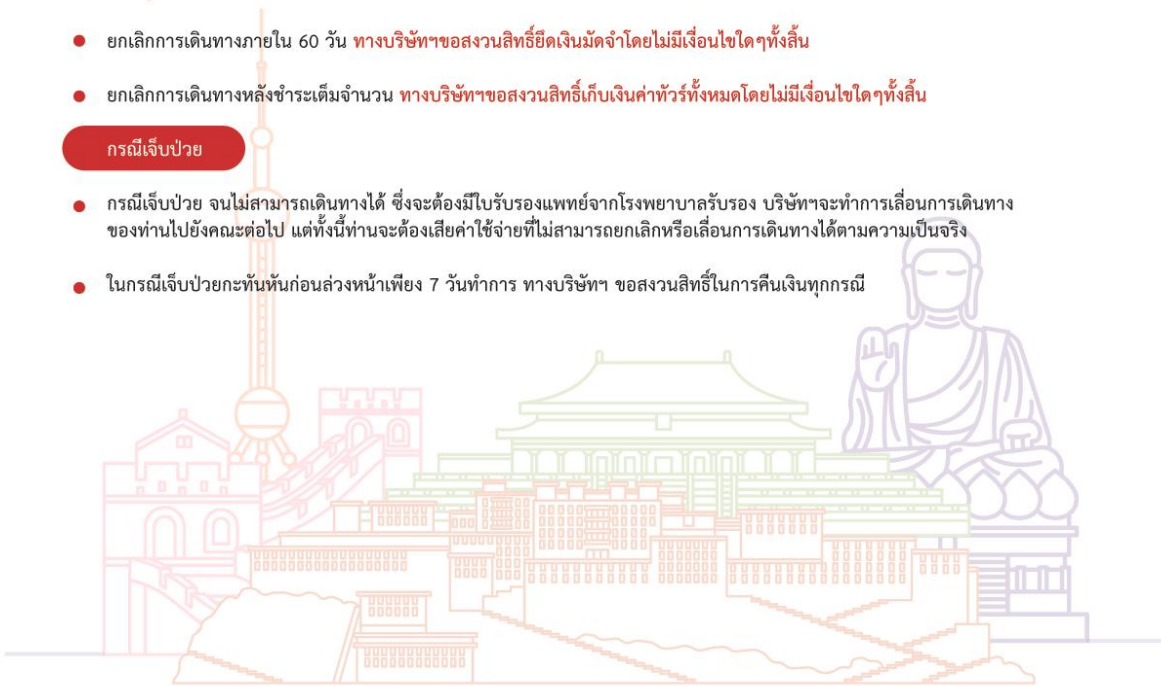 ยกเลิกการเดินทางภายใน 60 วัน ทางบริษัทฯขอสงวนสิทธิ์ยึดเงินมัดจำโดยไม่มีเงื่อนไขใดๆทั้งสิ้น
ยกเลิกการเดินทางหลังชำระเต็มจำนวน ทางบริษัทฯขอสงวนสิทธิ์เก็บเงินค่าทัวร์ทั้งหมดโดยไม่มีเงื่อนไขใดๆทั้งสิ้น
กรณีเจ็บป่วย
กรณีเจ็บป่วย จนไม่สามารถเดินทางได้ ซึ่งจะต้องมีใบรับรองแพทย์จากโรงพยาบาลรับรอง บริษัทฯจะทำการเลื่อนการเดินทาง
ของท่านไปยังคณะต่อไป แต่ทั้งนี้ท่านจะต้องเสียค่าใช้จ่ายที่ไม่สามารถยกเลิกหรือเลื่อนการเดินทางได้ตามความเป็นจริง
ในกรณีเจ็บป่วยกะทันหันก่อนล่วงหน้าเพียง 7 วันทำการ ทางบริษัทฯ ขอสงวนสิทธิ์ในการคืนเงินทุกกรณี